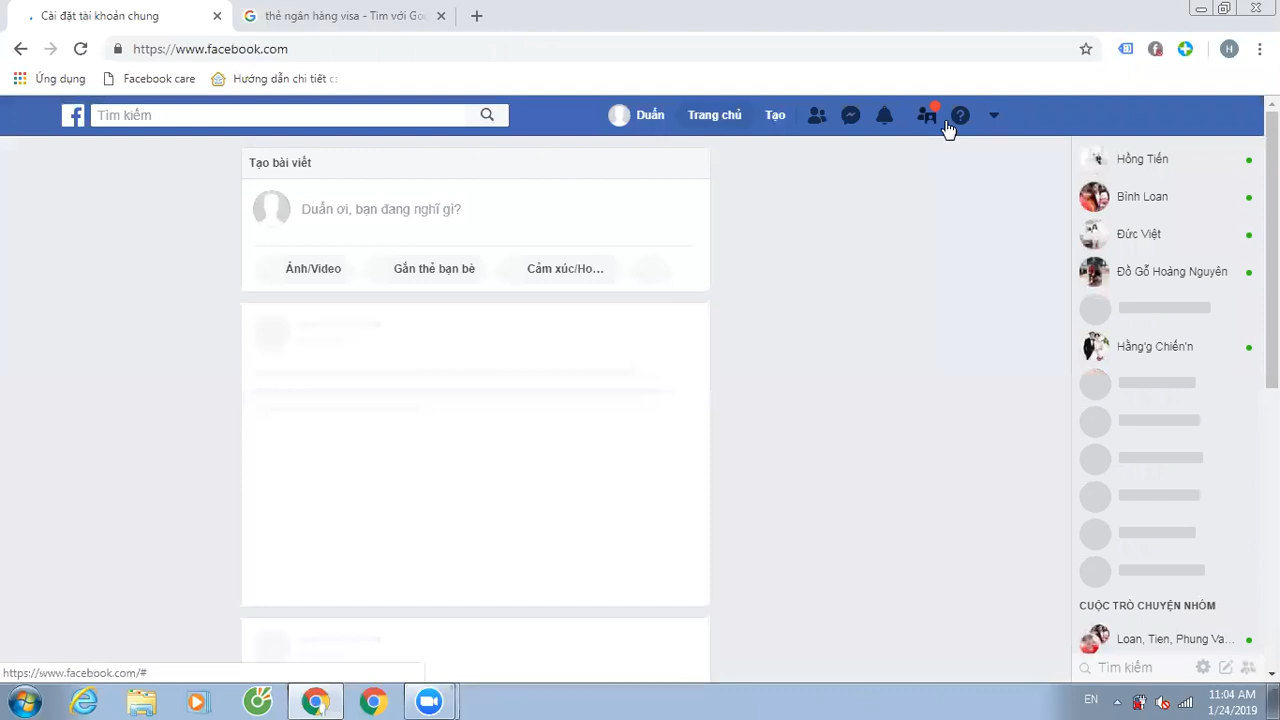 Cài đặt tài khoản chung
thẻ ngân hàng visa - Tìm với Goo
https://www.facebook.com
H
Ứng dụng
Facebook care
Hướng dẫn chi tiết c
Tìm kiếm
Duẩn
Trang chủ
Tạo
Tạo bài viết
Duẩn ơi, bạn đang nghĩ gì?
Ảnh/Video
Gắn thẻ bạn bè
Cảm xúc/Ho...
Hồng Tiến
Bình Loan
Đức Việt
Đồ Gỗ Hoàng Nguyên
Hằng'g Chiến'n
CUỘC TRÒ CHUYỆN NHÓM
Loan, Tien, Phung Va...
Tìm kiếm
https://www.facebook.com/#
EN
11:04 AM
1/24/2019